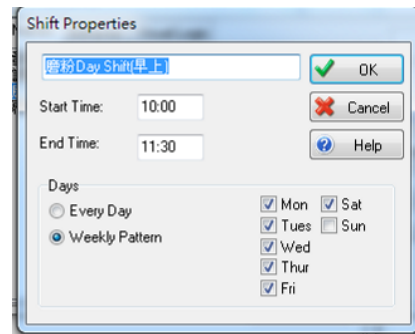 Shift Properties
磨粉Day Shift(早上)
OK
Start Time: 10:00
Cancel
End Time: 11:30
Help
Days
Every Day
Mon Sat
Tues Sun
Weekly Pattern
Wed
Thur
Fri